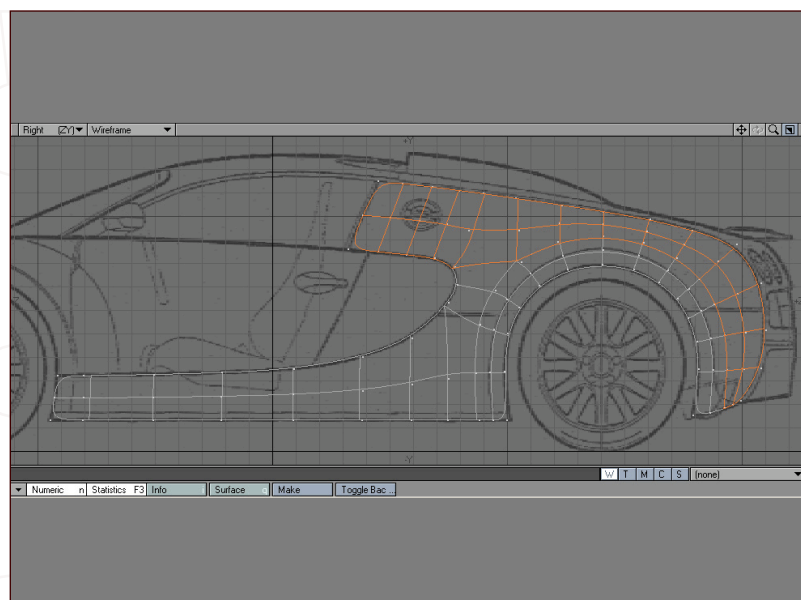 Right (ZY) Wireframe
+Y
-Y
W T M C S (none)
Numeric n Statistics F3 Info i Surface q Make Toggle Bac ...